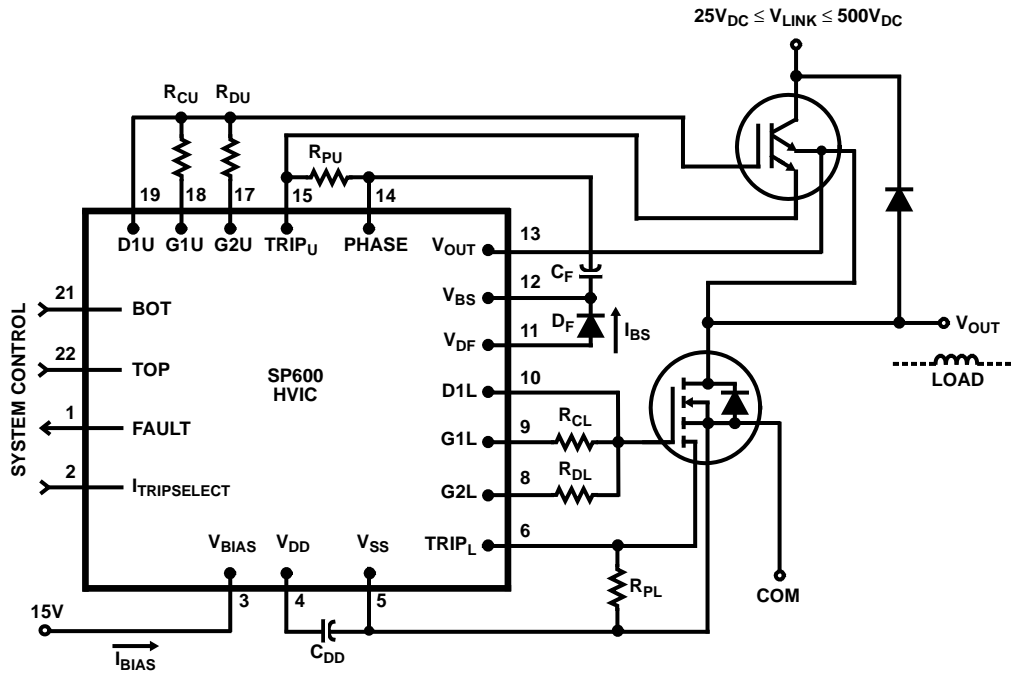 25V_DC ≤ V_LINK ≤ 500V_DC
R_CU R_DU
R_PU
19 18 17 15 14
D1U G1U G2U TRIP_U PHASE
V_OUT 13
C_F
V_BS 12
D_F I_BS
V_DF 11
D1L 10
R_CL
G1L 9
R_DL
G2L 8
TRIP_L 6
R_PL
SYSTEM CONTROL
21 BOT
22 TOP
1 FAULT
2 I_TRIPSELECT
SP600
HVIC
V_OUT
LOAD
COM
V_BIAS V_DD V_SS
3 4 5
15V
I_BIAS
C_DD